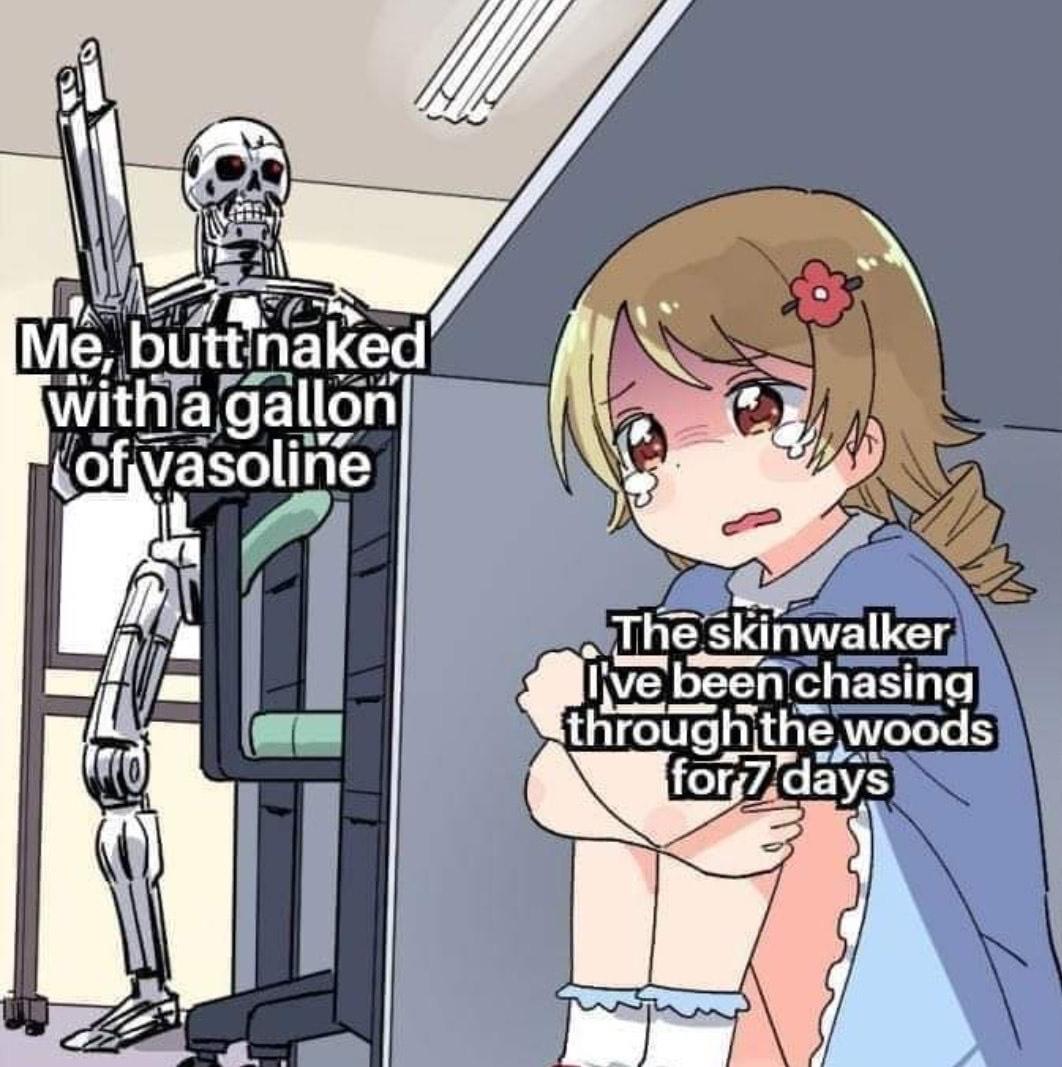 Me, butt naked
with a gallon
of vasoline
The skinwalker
I've been chasing
through the woods
for 7 days